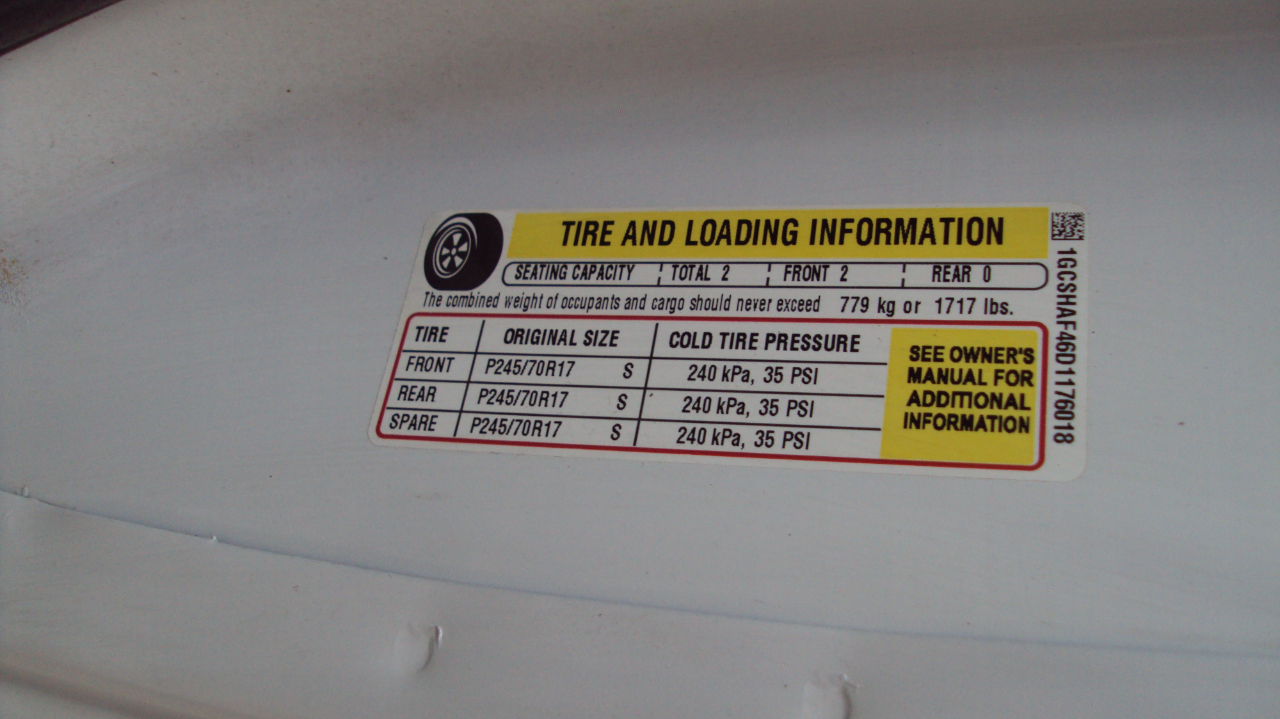 TIRE AND LOADING INFORMATION
SEATING CAPACITY TOTAL 2 FRONT 2 REAR 0
The combined weight of occupants and cargo should never exceed 779 kg or 1717 lbs.
TIRE ORIGINAL SIZE COLD TIRE PRESSURE
FRONT P245/70R17 S 240 kPa, 35 PSI
REAR P245/70R17 S 240 kPa, 35 PSI
SPARE P245/70R17 S 240 kPa, 35 PSI
SEE OWNER'S
MANUAL FOR
ADDITIONAL
INFORMATION
1GCSHAF46D1176018